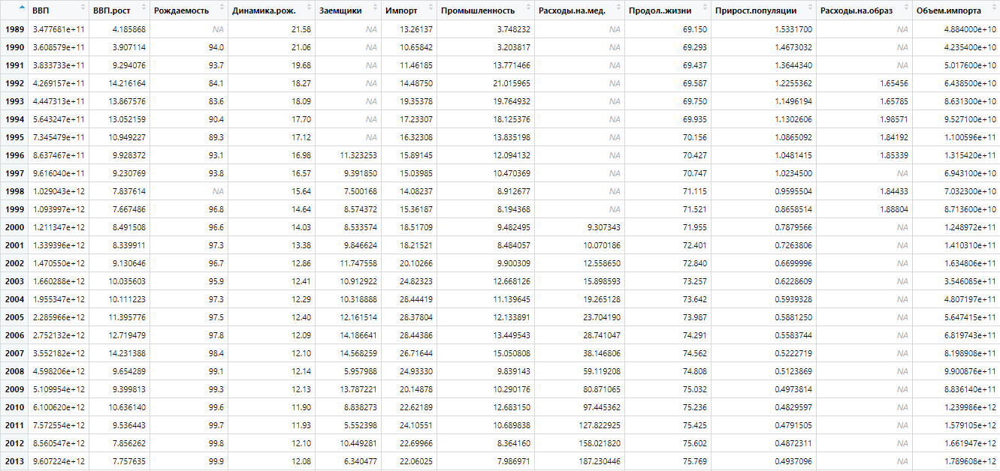 ВВП ВВП.рост Рождаемость Динамика.рож. Заемщики Импорт Промышленность Расходы.на.мед. Продол..жизни Прирост.популяции Расходы.на.образ Объем.импорта
1989 3.477681e+11 4.185868 NA 21.58 NA 13.26137 3.748232 NA 69.150 1.5331700 NA 4.884000e+10
1990 3.608579e+11 3.907114 94.0 21.06 NA 10.65842 3.203817 NA 69.293 1.4673032 NA 4.235400e+10
1991 3.833733e+11 9.294076 93.7 19.68 NA 11.46185 13.771466 NA 69.437 1.3644340 NA 5.017600e+10
1992 4.269157e+11 14.216164 84.1 18.27 NA 14.48750 21.015965 NA 69.587 1.2255362 1.65456 6.438500e+10
1993 4.447313e+11 13.867576 83.6 18.09 NA 19.35378 19.764932 NA 69.750 1.1496194 1.65785 8.631300e+10
1994 5.643247e+11 13.052159 90.4 17.70 NA 17.23307 18.125376 NA 69.935 1.1302606 1.98571 9.527100e+10
1995 7.345479e+11 10.949227 89.3 17.12 NA 16.32308 13.835198 NA 70.156 1.0865092 1.84192 1.100596e+11
1996 8.637467e+11 9.928372 93.1 16.98 11.323253 15.89145 12.094132 NA 70.427 1.0481415 1.85339 1.315420e+11
1997 9.616040e+11 9.230769 93.8 16.57 9.391850 15.03985 10.470369 NA 70.747 1.0234500 NA 6.943100e+10
1998 1.029043e+12 7.837614 NA 15.64 7.500168 14.08237 8.912677 NA 71.115 0.9595504 1.84433 7.032300e+10
1999 1.093997e+12 7.667486 96.8 14.64 8.574372 15.36187 8.194368 NA 71.521 0.8658514 1.88804 8.713600e+10
2000 1.211347e+12 8.491508 96.6 14.03 8.533574 18.51709 9.482495 9.307343 71.955 0.7879566 NA 1.248972e+11
2001 1.339396e+12 8.339911 97.3 13.38 9.846624 18.21521 8.484057 10.070186 72.401 0.7263806 NA 1.410310e+11
2002 1.470550e+12 9.130646 96.7 12.86 11.747558 20.10266 9.900309 12.558650 72.840 0.6699996 NA 1.634806e+11
2003 1.660288e+12 10.035603 95.9 12.41 10.912922 24.82323 12.668126 15.898593 73.257 0.6228609 NA 3.546085e+11
2004 1.955347e+12 10.111223 97.3 12.29 10.318888 28.44419 11.139645 19.265128 73.642 0.5939328 NA 4.807197e+11
2005 2.285966e+12 11.395776 97.5 12.40 12.161514 28.37804 12.133891 23.704190 73.987 0.5881250 NA 5.647415e+11
2006 2.752132e+12 12.719479 97.8 12.09 14.186641 28.44386 13.449543 28.741047 74.291 0.5583744 NA 6.819743e+11
2007 3.552182e+12 14.231388 98.4 12.10 14.568259 26.71644 15.050808 38.146806 74.562 0.5222719 NA 8.198908e+11
2008 4.598206e+12 9.654289 99.1 12.14 5.957988 24.93330 9.839143 59.119208 74.808 0.5123869 NA 9.900876e+11
2009 5.109954e+12 9.399813 99.3 12.13 13.787221 20.14878 10.290176 80.871065 75.032 0.4973814 NA 8.836140e+11
2010 6.100620e+12 10.636140 99.6 11.90 8.838273 22.62189 12.683150 97.445362 75.236 0.4829597 NA 1.239986e+12
2011 7.572554e+12 9.536443 99.7 11.93 5.552398 24.10551 10.689838 127.822925 75.425 0.4791505 NA 1.579105e+12
2012 8.560547e+12 7.856262 99.8 12.10 10.449281 22.69966 8.364160 158.021820 75.602 0.4872311 NA 1.661947e+12
2013 9.607224e+12 7.757635 99.9 12.08 6.340477 22.06025 7.986971 187.230446 75.769 0.4937096 NA 1.789608e+12